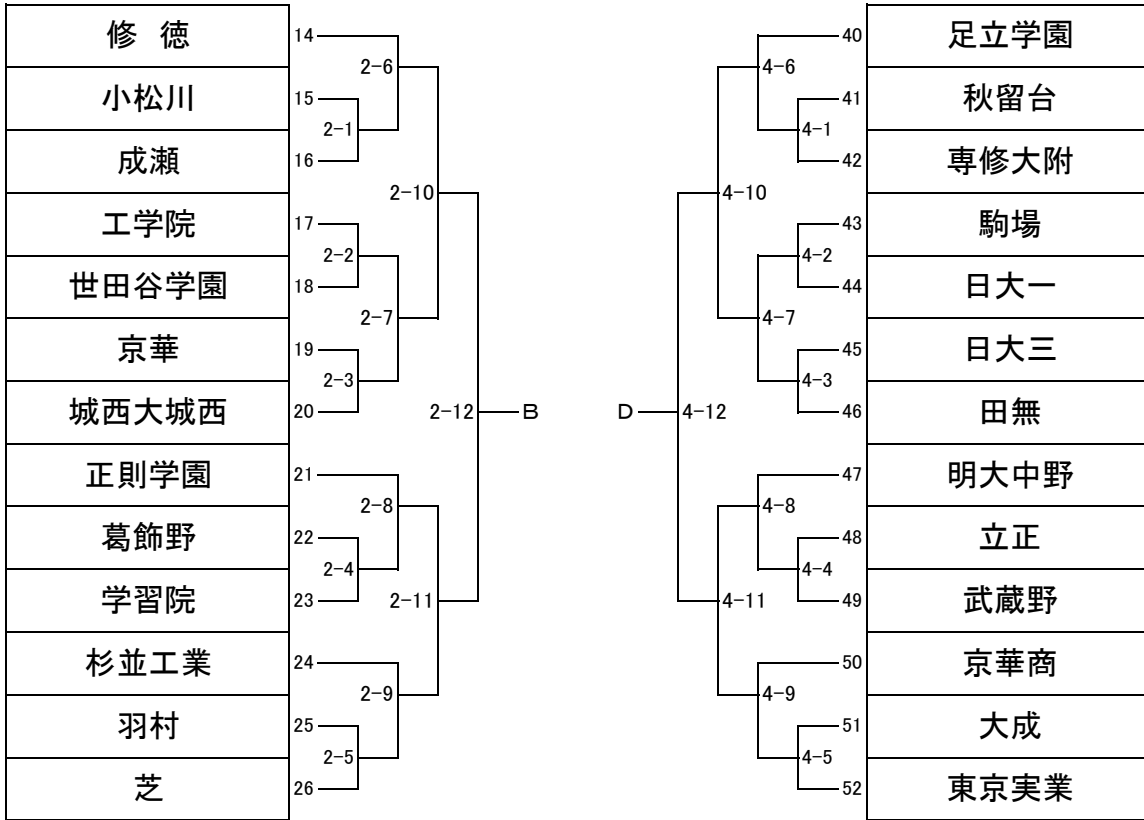 修 徳 14 40 足立学園
2-6 4-6
小松川 15 41 秋留台
2-1 4-1
成瀬 16 42 専修大附
2-10 4-10
工学院 17 43 駒場
2-2 4-2
世田谷学園 18 44 日大一
2-7 4-7
京華 19 45 日大三
2-3 4-3
城西大城西 20 2-12 B D 4-12 46 田無
正則学園 21 47 明大中野
2-8 4-8
葛飾野 22 48 立正
2-4 4-4
学習院 23 2-11 4-11 49 武蔵野
杉並工業 24 50 京華商
2-9 4-9
羽村 25 51 大成
2-5 4-5
芝 26 52 東京実業